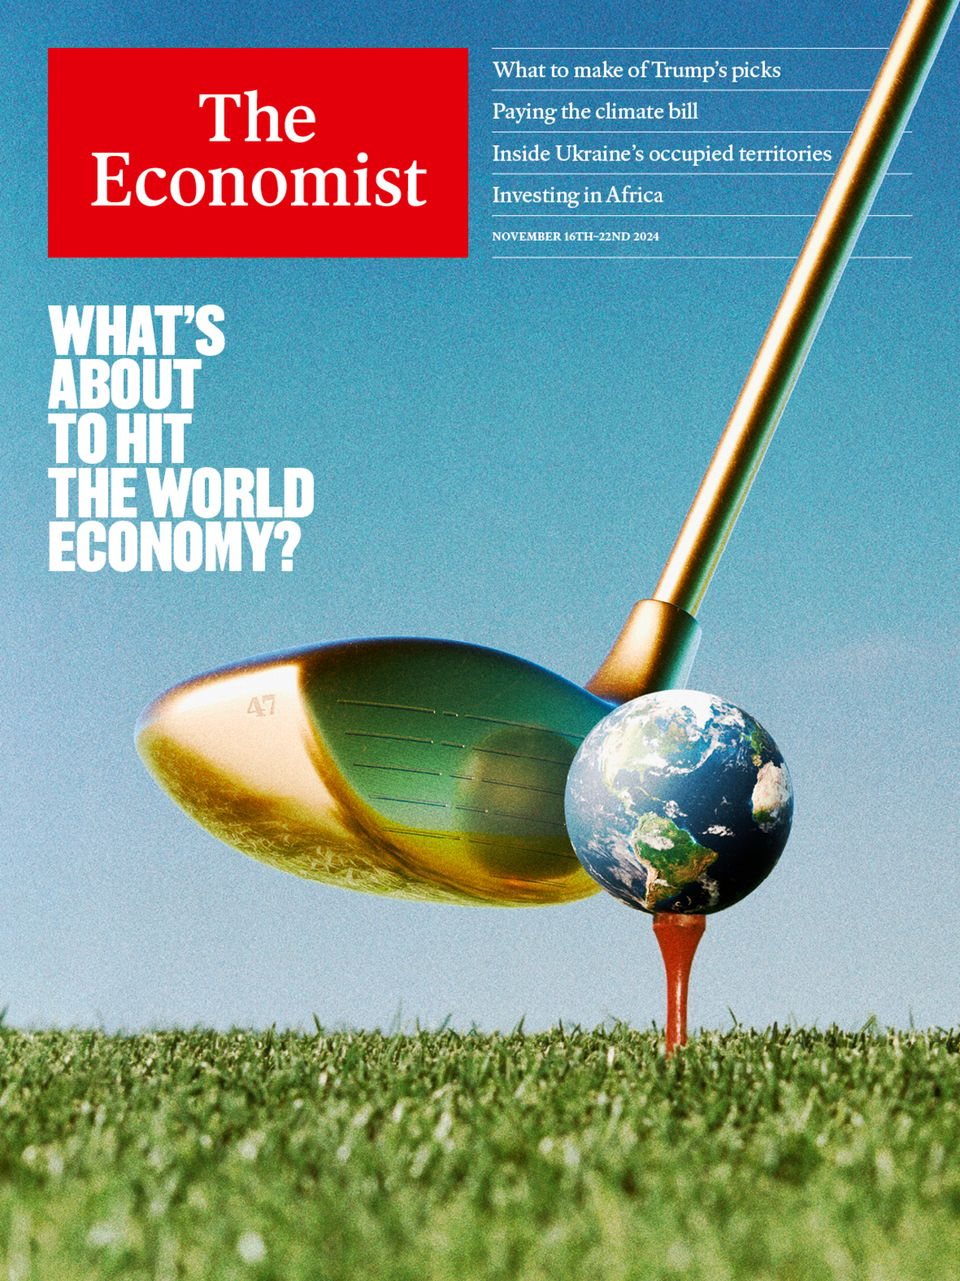 The
Economist
What to make of Trump’s picks
Paying the climate bill
Inside Ukraine’s occupied territories
Investing in Africa
NOVEMBER 16TH–22ND 2024
WHAT’S
ABOUT
TO HIT
THE WORLD
ECONOMY?
47